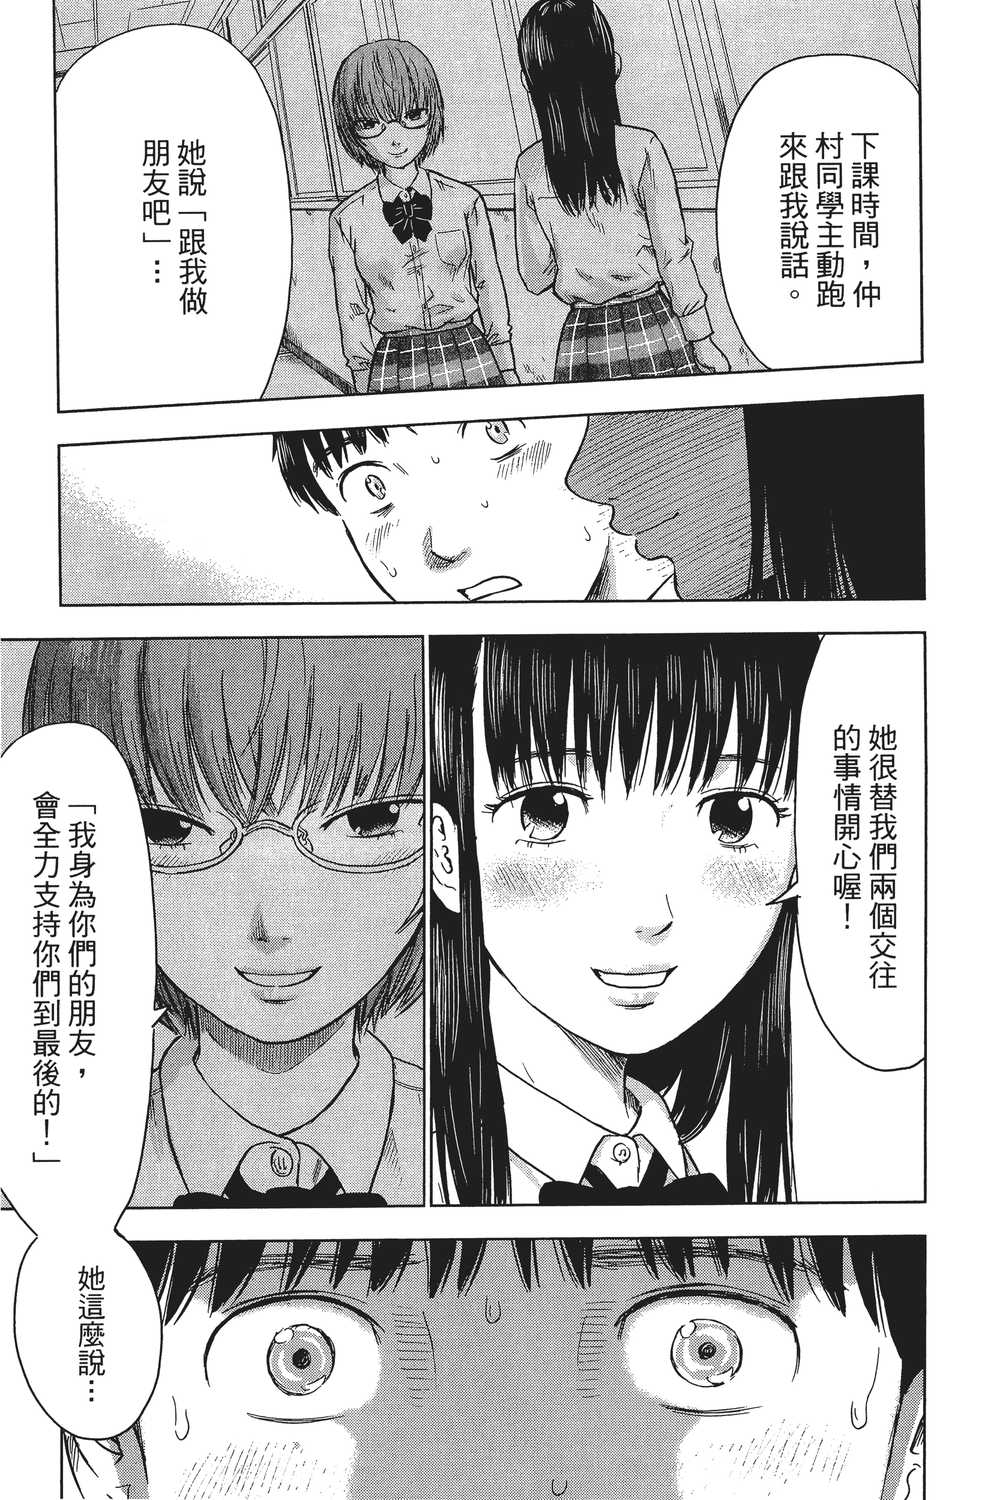 下課時間，仲
村同學主動跑
來跟我說話。
她說「跟我做
朋友吧」…
她很替我們兩個交往
的事情開心喔！
「我身為你們的朋友，
會全力支持你們到最後的！」
她這麼說…